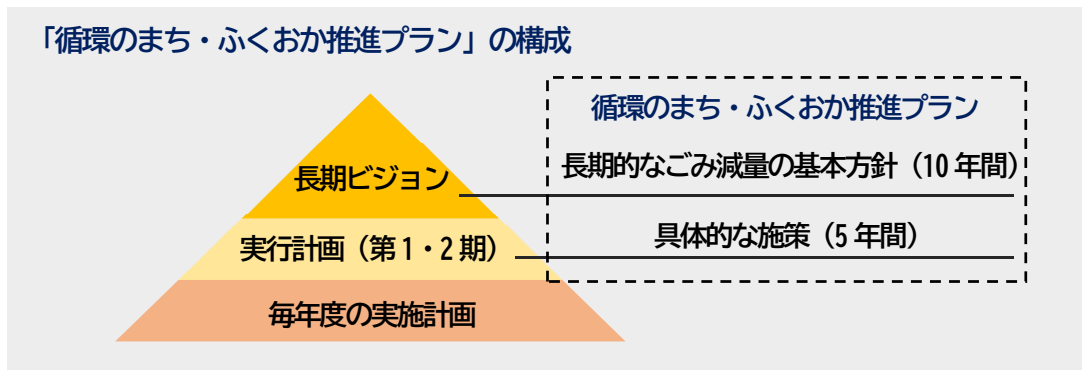 「循環のまち・ふくおか推進プラン」の構成
循環のまち・ふくおか推進プラン
長期ビジョン
長期的なごみ減量の基本方針（10年間）
実行計画（第1・2期）
具体的な施策（5年間）
毎年度の実施計画